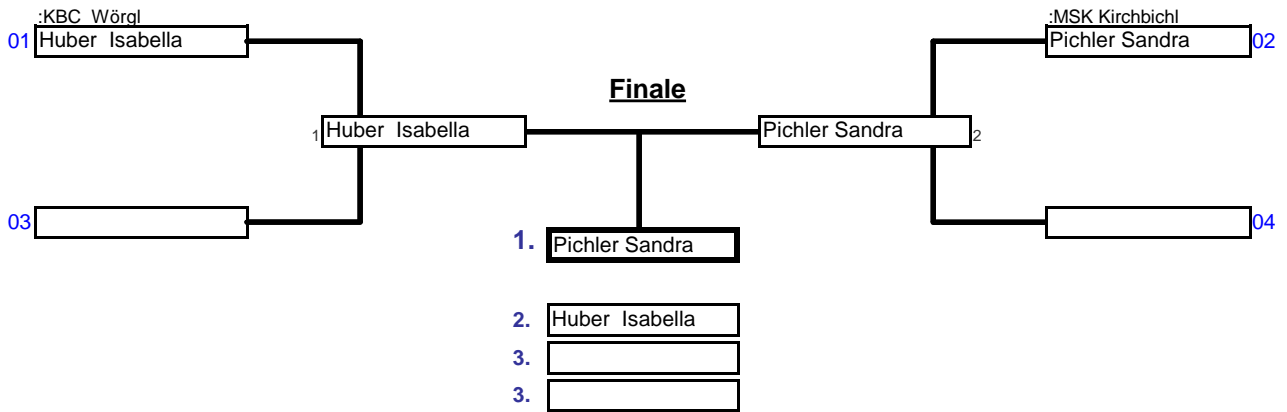 :KBC Wörgl
:MSK Kirchbichl
01 Huber Isabella
Pichler Sandra 02
Finale
1 Huber Isabella
Pichler Sandra 2
03
04
1. Pichler Sandra
2. Huber Isabella
3.
3.